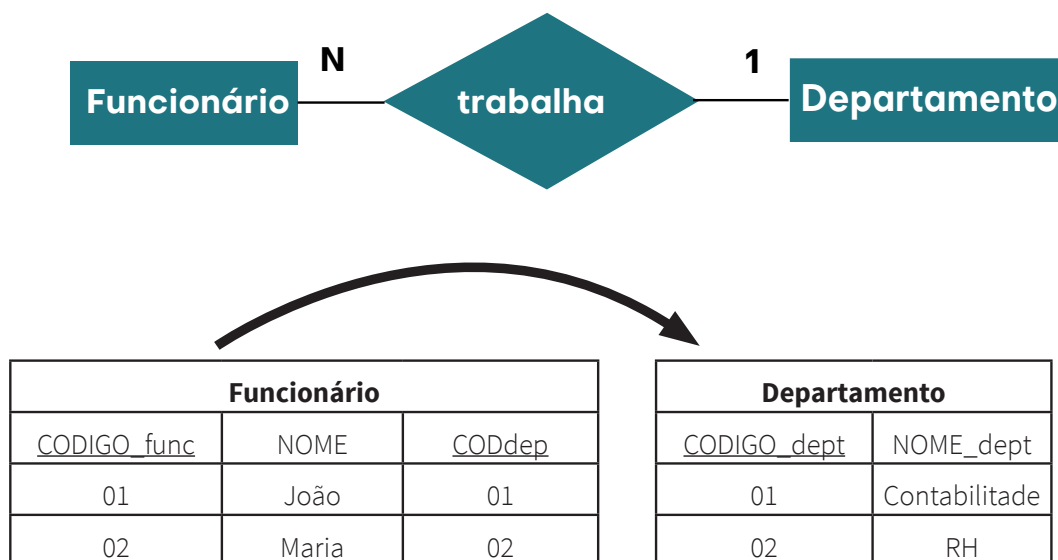 N
1
Funcionário
trabalha
Departamento
Funcionário
CODIGO_func NOME CODdep
01 João 01
02 Maria 02
Departamento
CODIGO_dept NOME_dept
01 Contabilitade
02 RH